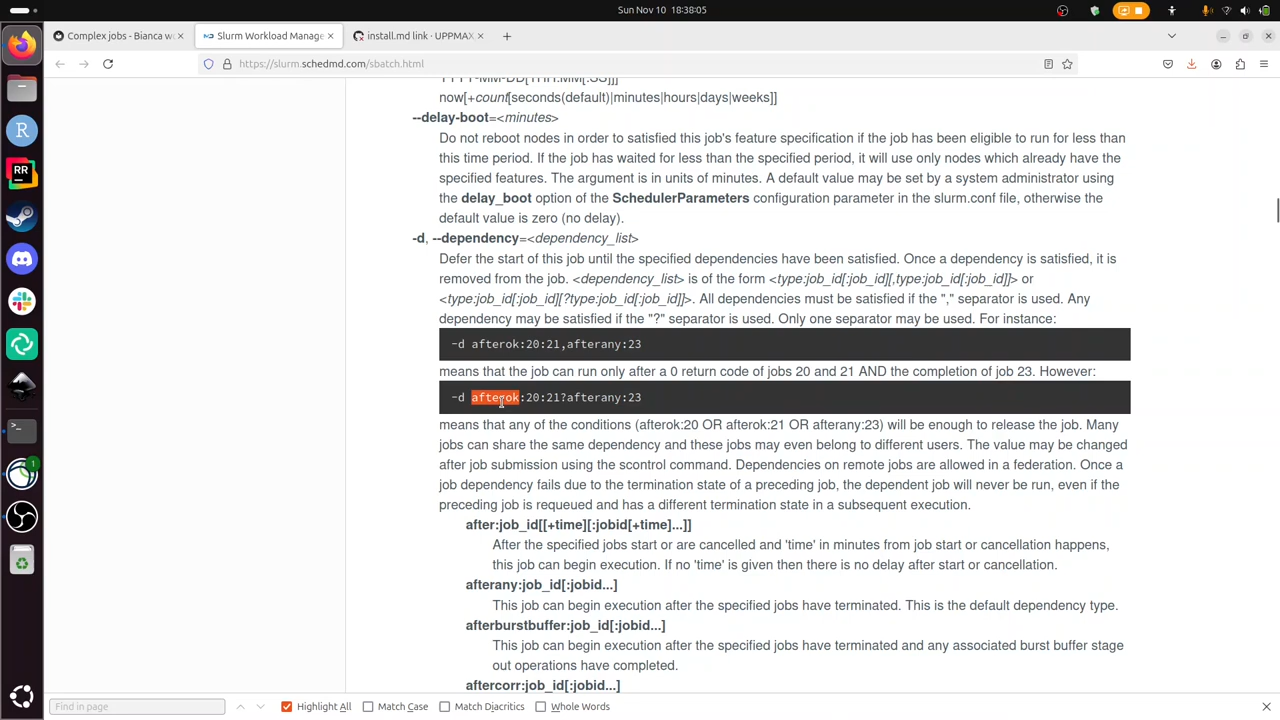 Sun Nov 10 18:38:05
Complex jobs - Bianca w
Slurm Workload Manage
install.md link · UPPMAX
https://slurm.schedmd.com/sbatch.html
YYYY-MM-DD[THH:MM[:SS]]]
now[+count[seconds(default)|minutes|hours|days|weeks]]
--delay-boot=<minutes>
Do not reboot nodes in order to satisfied this job's feature specification if the job has been eligible to run for less than
this time period. If the job has waited for less than the specified period, it will use only nodes which already have the
specified features. The argument is in units of minutes. A default value may be set by a system administrator using
the delay_boot option of the SchedulerParameters configuration parameter in the slurm.conf file, otherwise the
default value is zero (no delay).
-d, --dependency=<dependency_list>
Defer the start of this job until the specified dependencies have been satisfied. Once a dependency is satisfied, it is
removed from the job. <dependency_list> is of the form <type:job_id[:job_id][,type:job_id[:job_id]]> or
<type:job_id[:job_id][?type:job_id[:job_id]]>. All dependencies must be satisfied if the "," separator is used. Any
dependency may be satisfied if the "?" separator is used. Only one separator may be used. For instance:
-d afterok:20:21,afterany:23
means that the job can run only after a 0 return code of jobs 20 and 21 AND the completion of job 23. However:
-d afterok:20:21?afterany:23
means that any of the conditions (afterok:20 OR afterok:21 OR afterany:23) will be enough to release the job. Many
jobs can share the same dependency and these jobs may even belong to different users. The value may be changed
after job submission using the scontrol command. Dependencies on remote jobs are allowed in a federation. Once a
job dependency fails due to the termination state of a preceding job, the dependent job will never be run, even if the
preceding job is requeued and has a different termination state in a subsequent execution.
after:job_id[[+time][:jobid[+time]...]]
After the specified jobs start or are cancelled and 'time' in minutes from job start or cancellation happens,
this job can begin execution. If no 'time' is given then there is no delay after start or cancellation.
afterany:job_id[:jobid...]
This job can begin execution after the specified jobs have terminated. This is the default dependency type.
afterburstbuffer:job_id[:jobid...]
This job can begin execution after the specified jobs have terminated and any associated burst buffer stage
out operations have completed.
aftercorr:job_id[:jobid...]
R
RR
1
Find in page
Highlight All
Match Case
Match Diacritics
Whole Words